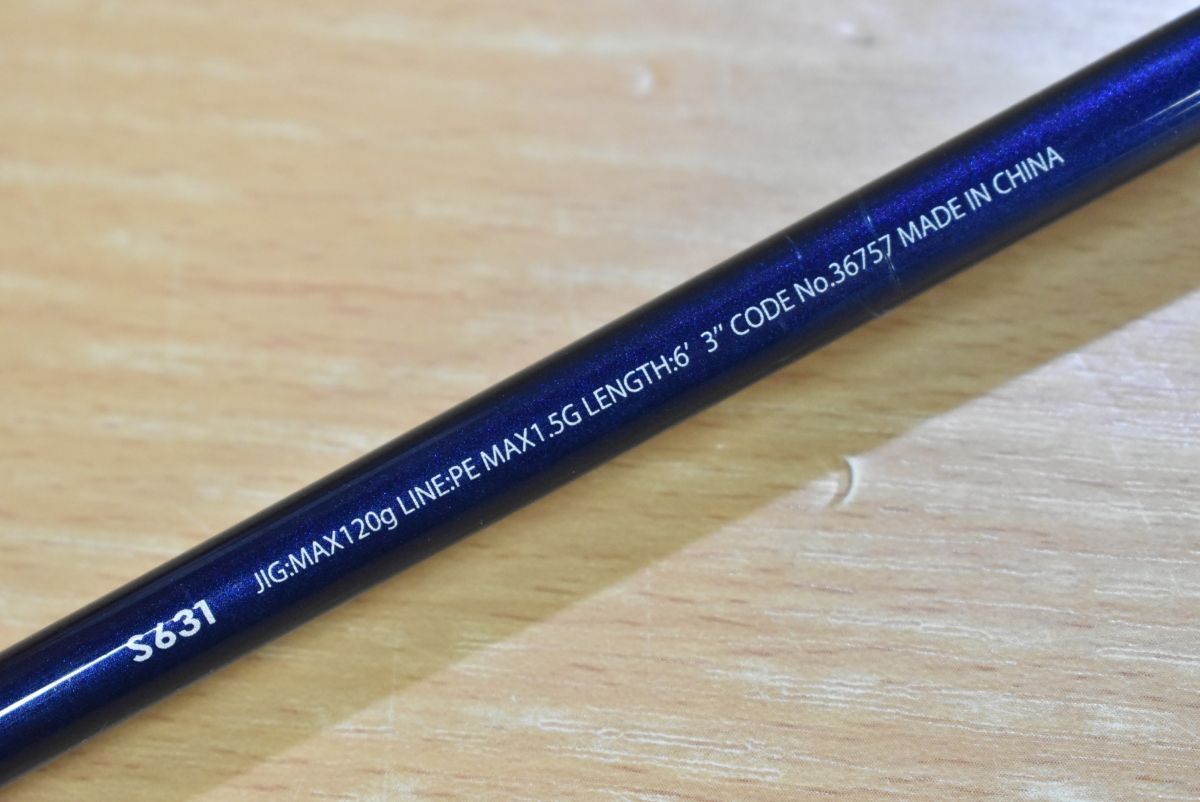 S631 JIG:MAX120g LINE:PE MAX1.5G LENGTH:6' 3" CODE No.36757 MADE IN CHINA